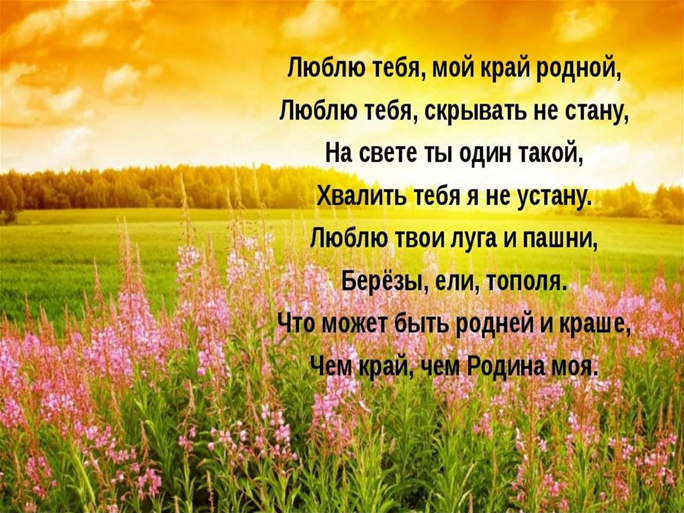 Люблю тебя, мой край родной,
Люблю тебя, скрывать не стану,
На свете ты один такой,
Хвалить тебя я не устану.
Люблю твои луга и пашни,
Берёзы, ели, тополя.
Что может быть родней и краше,
Чем край, чем Родина моя.